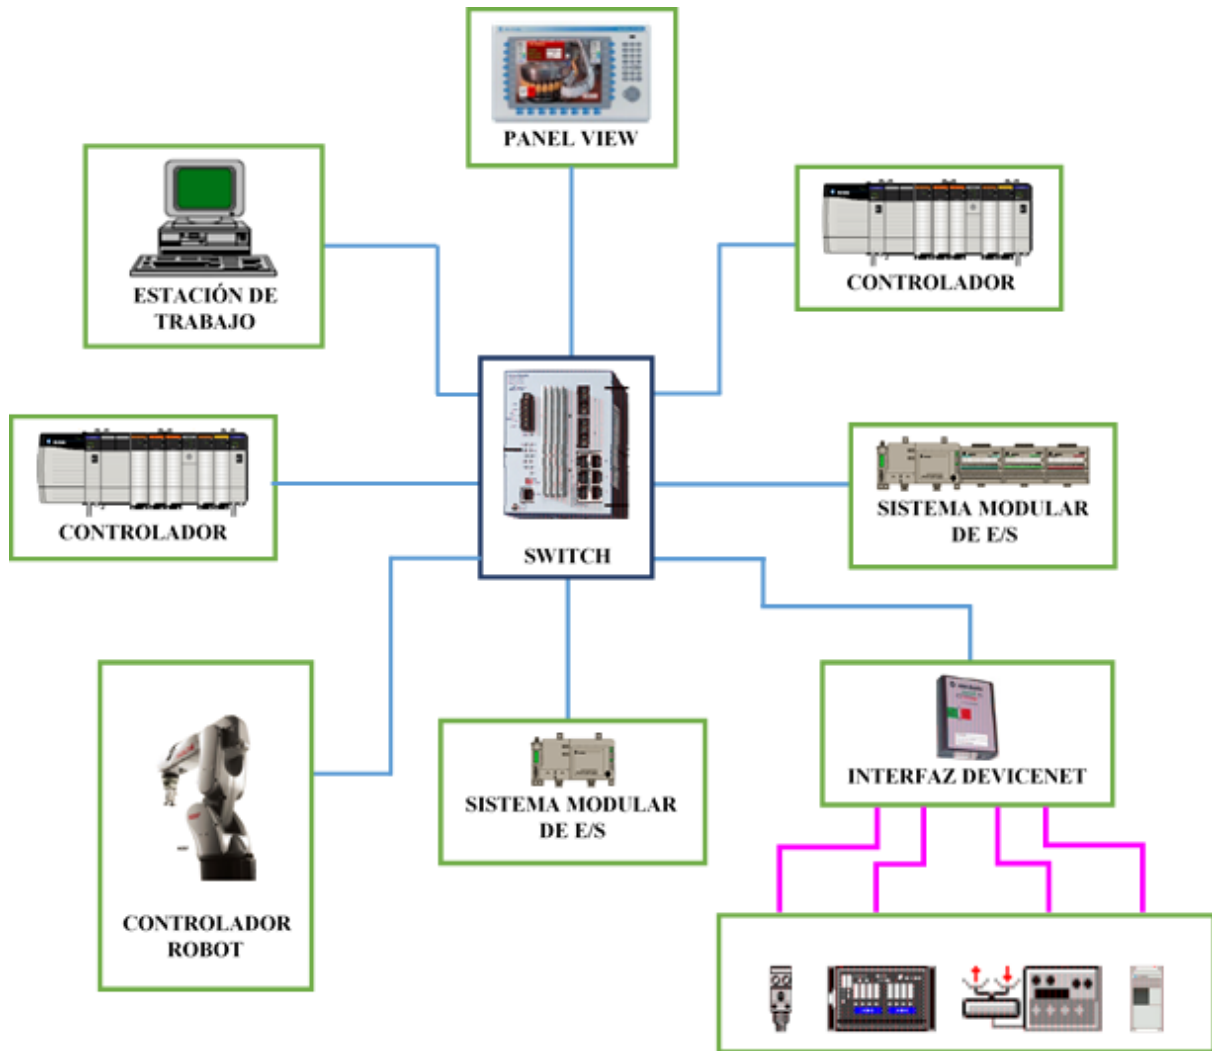 PANEL VIEW
ESTACIÓN DE
TRABAJO
CONTROLADOR
CONTROLADOR
SWITCH
SISTEMA MODULAR
DE E/S
CONTROLADOR
ROBOT
SISTEMA MODULAR
DE E/S
INTERFAZ DEVICENET